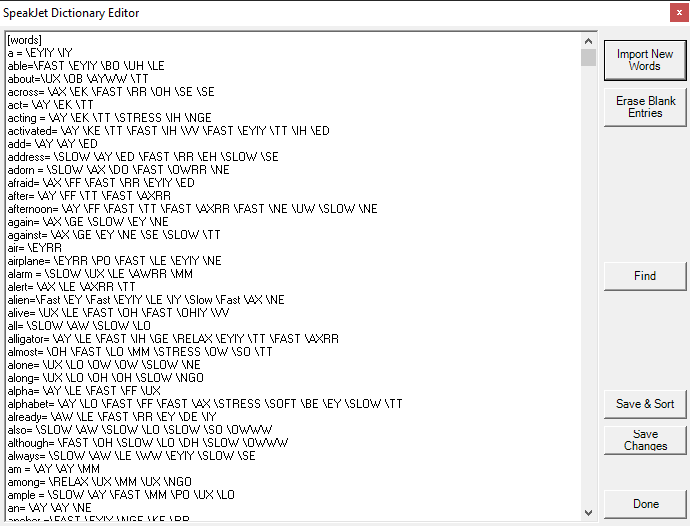 SpeakJet Dictionary Editor
[words]
a = \EYIY \IY
able=\FAST \EYIY \BO \UH \LE
about=\UX \OB \AYWW \TT
across= \AX \EK \FAST \RR \OH \SE \SE
act= \AY \EK \TT
acting = \AY \EK \TT \STRESS \IH \NGE
activated= \AY \KE \TT \FAST \IH \VV \FAST \EYIY \TT \IH \ED
add= \AY \AY \ED
address= \SLOW \AY \ED \FAST \RR \EH \SLOW \SE
adorn = \SLOW \AX \DO \FAST \OWRR \NE
afraid= \AX \FF \FAST \RR \EYIY \ED
after= \AY \FF \TT \FAST \AXRR
afternoon= \AY \FF \FAST \TT \FAST \AXRR \FAST \NE \UW \SLOW \NE
again= \AX \GE \SLOW \EY \NE
against= \AX \GE \EY \NE \SE \SLOW \TT
air= \EYRR
airplane= \EYRR \PO \FAST \LE \EYIY \NE
alarm = \SLOW \UX \LE \AWRR \MM
alert= \AX \LE \AXRR \TT
alien=\Fast \EY \Fast \EYIY \LE \IY \Slow \Fast \AX \NE
alive= \UX \LE \FAST \OH \FAST \OHIY \VV
all= \SLOW \AW \SLOW \LO
alligator= \AY \LE \FAST \IH \GE \RELAX \EYIY \TT \FAST \AXRR
almost= \OH \FAST \LO \MM \STRESS \OW \SO \TT
alone= \UX \LO \OW \OW \SLOW \NE
along= \UX \LO \OH \OH \SLOW \NGO
alpha= \AY \LE \FAST \FF \UX
alphabet= \AY \LO \FAST \FF \FAST \AX \STRESS \SOFT \BE \EY \SLOW \TT
already= \AW \LE \FAST \RR \EY \DE \IY
also= \SLOW \AW \SLOW \LO \SLOW \SO \OWWW
although= \FAST \OH \SLOW \LO \DH \SLOW \OWWW
always= \SLOW \AW \LE \WW \EYIY \SLOW \SE
am = \AY \AY \MM
among= \RELAX \UX \MM \UX \NGO
ample = \SLOW \AY \FAST \MM \PO \UX \LO
an= \AY \AY \NE
anchor =\FAST \EYIY \NGE \KE \RR
Import New
Words
Erase Blank
Entries
Find
Save & Sort
Save
Changes
Done